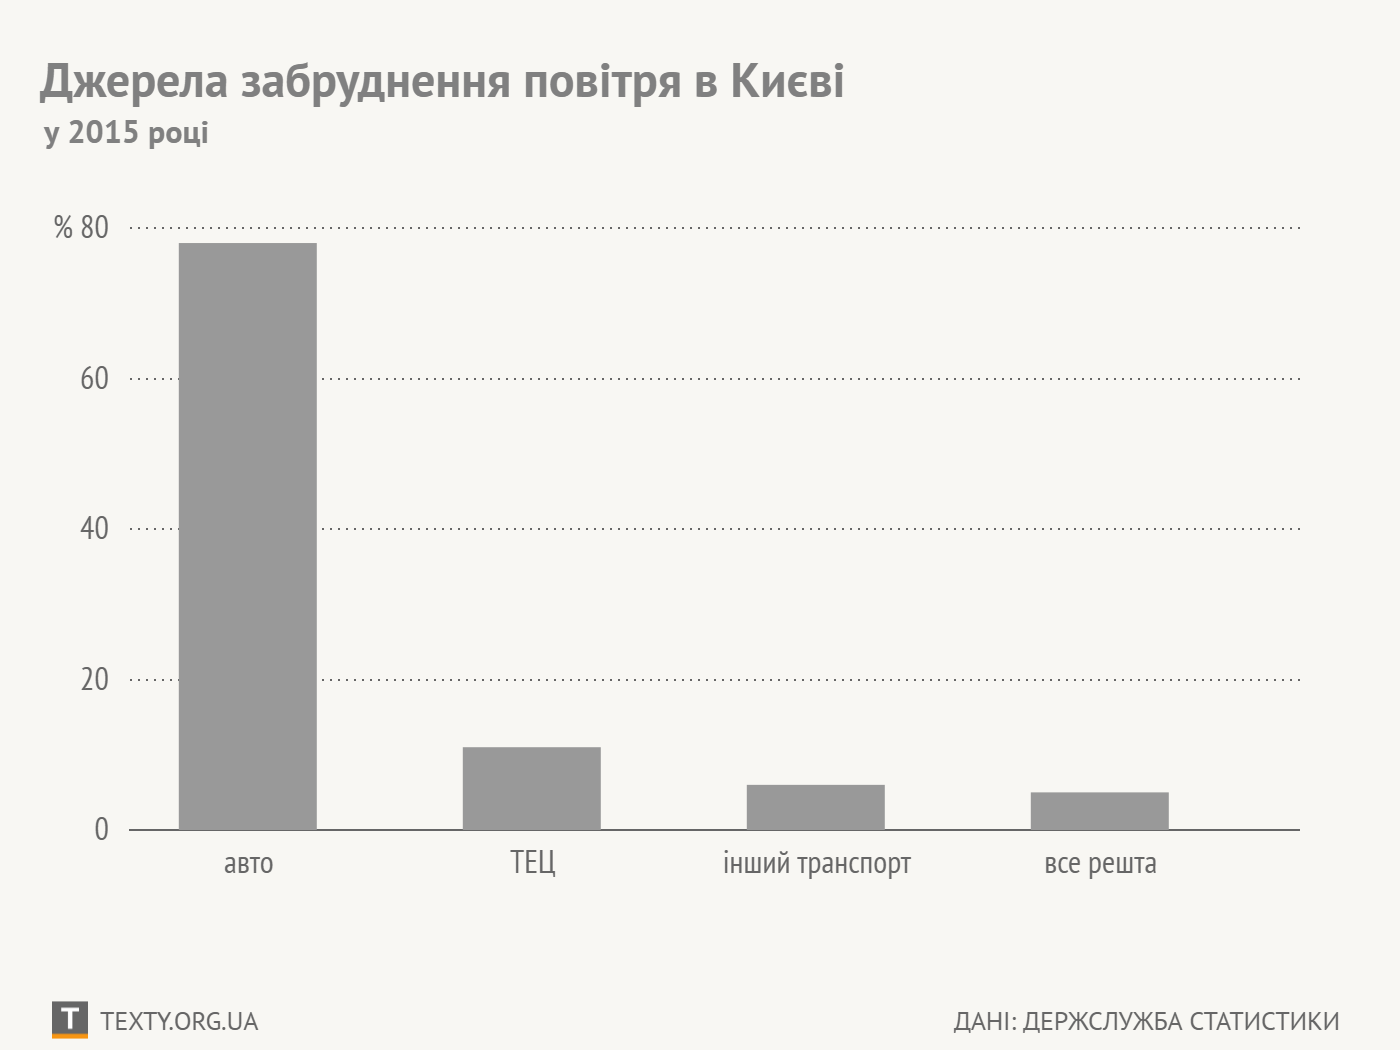 Джерела забруднення повітря в Києві
у 2015 році
% 80
60
40
20
0
авто
ТЕЦ
інший транспорт
все решта
T TEXTY.ORG.UA
ДАНІ: ДЕРЖСЛУЖБА СТАТИСТИКИ